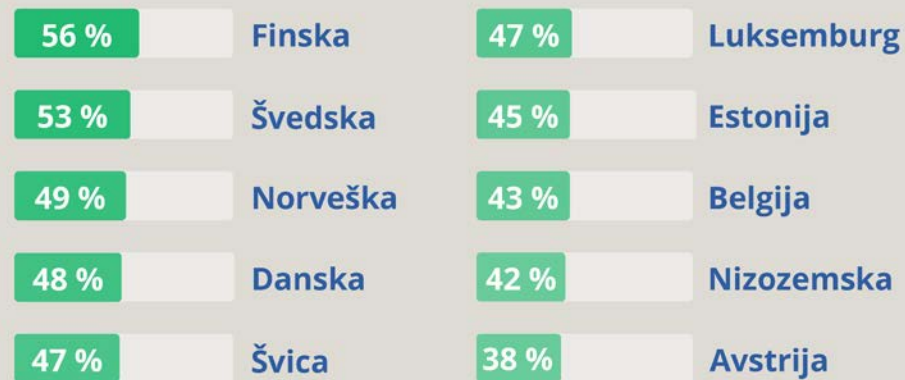 56 % Finska
53 % Švedska
49 % Norveška
48 % Danska
47 % Švica
47 % Luksemburg
45 % Estonija
43 % Belgija
42 % Nizozemska
38 % Avstrija